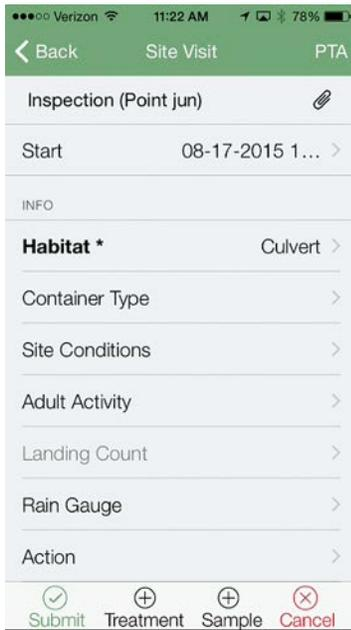 Verizon 11:22 AM 78%
Back Site Visit PTA
Inspection (Point jun)
Start 08-17-2015 1...
INFO
Habitat * Culvert
Container Type
Site Conditions
Adult Activity
Landing Count
Rain Gauge
Action
Submit Treatment Sample Cancel